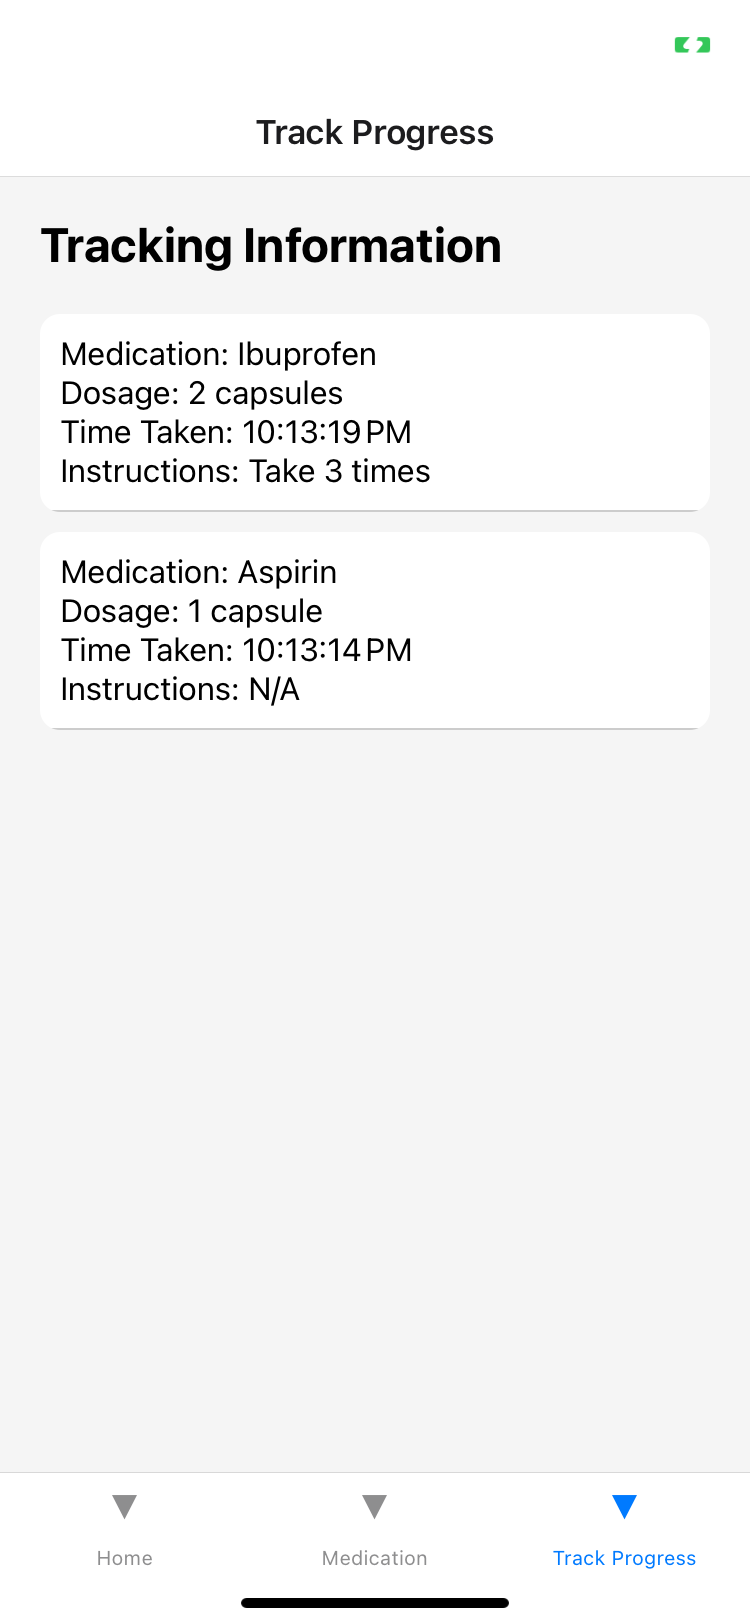 Track Progress
Tracking Information
Medication: Ibuprofen
Dosage: 2 capsules
Time Taken: 10:13:19 PM
Instructions: Take 3 times
Medication: Aspirin
Dosage: 1 capsule
Time Taken: 10:13:14 PM
Instructions: N/A
Home
Medication
Track Progress